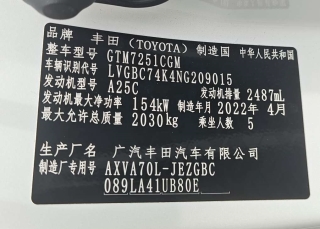 品牌 丰田(TOYOTA) 制造国 中华人民共和国
整车型号 GTM7251CGM
车辆识别代号 LVGBC74K4NG209015
发动机型号 A25C 发动机排量 2487mL
发动机最大净功率 154kW 制造年月 2022年 4月
最大允许总质量 2030kg 乘坐人数 5
生产厂名 广汽丰田汽车有限公司
制造厂专用号 AXVA70L-JEZGBC
089LA41UB80E